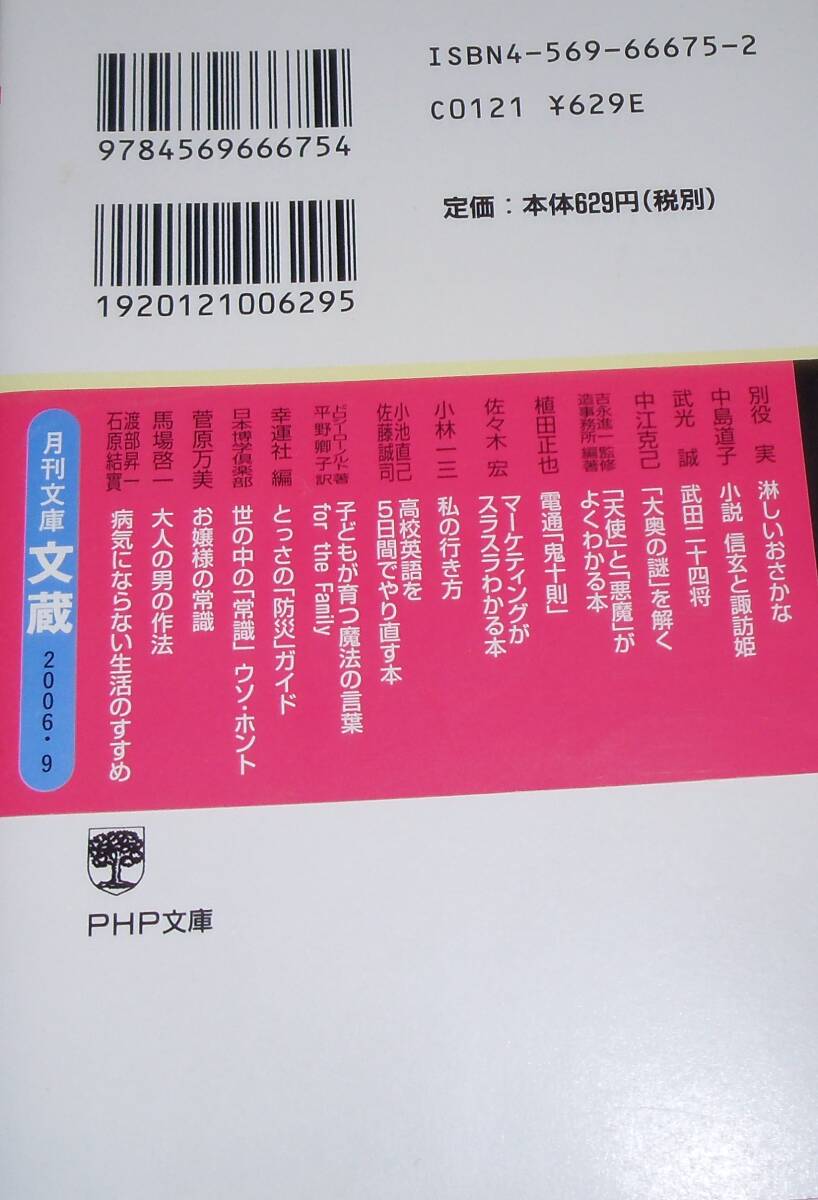 ISBN4-569-66675-2
C0121 ¥629E
9784569666754
定価：本体629円（税別）
1920121006295
別役 実 淋しいおさかな
中島道子 小説 信玄と諏訪姫
武光 誠 武田二十四将
中江克己 「大奥の謎」を解く
吉永進一 監修
造事務所 編著
「天使」と「悪魔」が
よくわかる本
植田正也 電通「鬼十則」
佐々木 宏 マーケティングが
スラスラわかる本
小林一三 私の行き方
小池直己
佐藤誠司
高校英語を
5日間でやり直す本
ドロシー・ロー・ノルト 著
平野卿子 訳
子どもが育つ魔法の言葉
for the Family
幸運社 編 とっさの「防災」ガイド
日本博学倶楽部 世の中の「常識」ウソ・ホント
菅原万美 お嬢様の常識
馬場啓一 大人の男の作法
渡部昇一
石原結實
病気にならない生活のすすめ
月刊文庫 文蔵 2006・9
PHP文庫